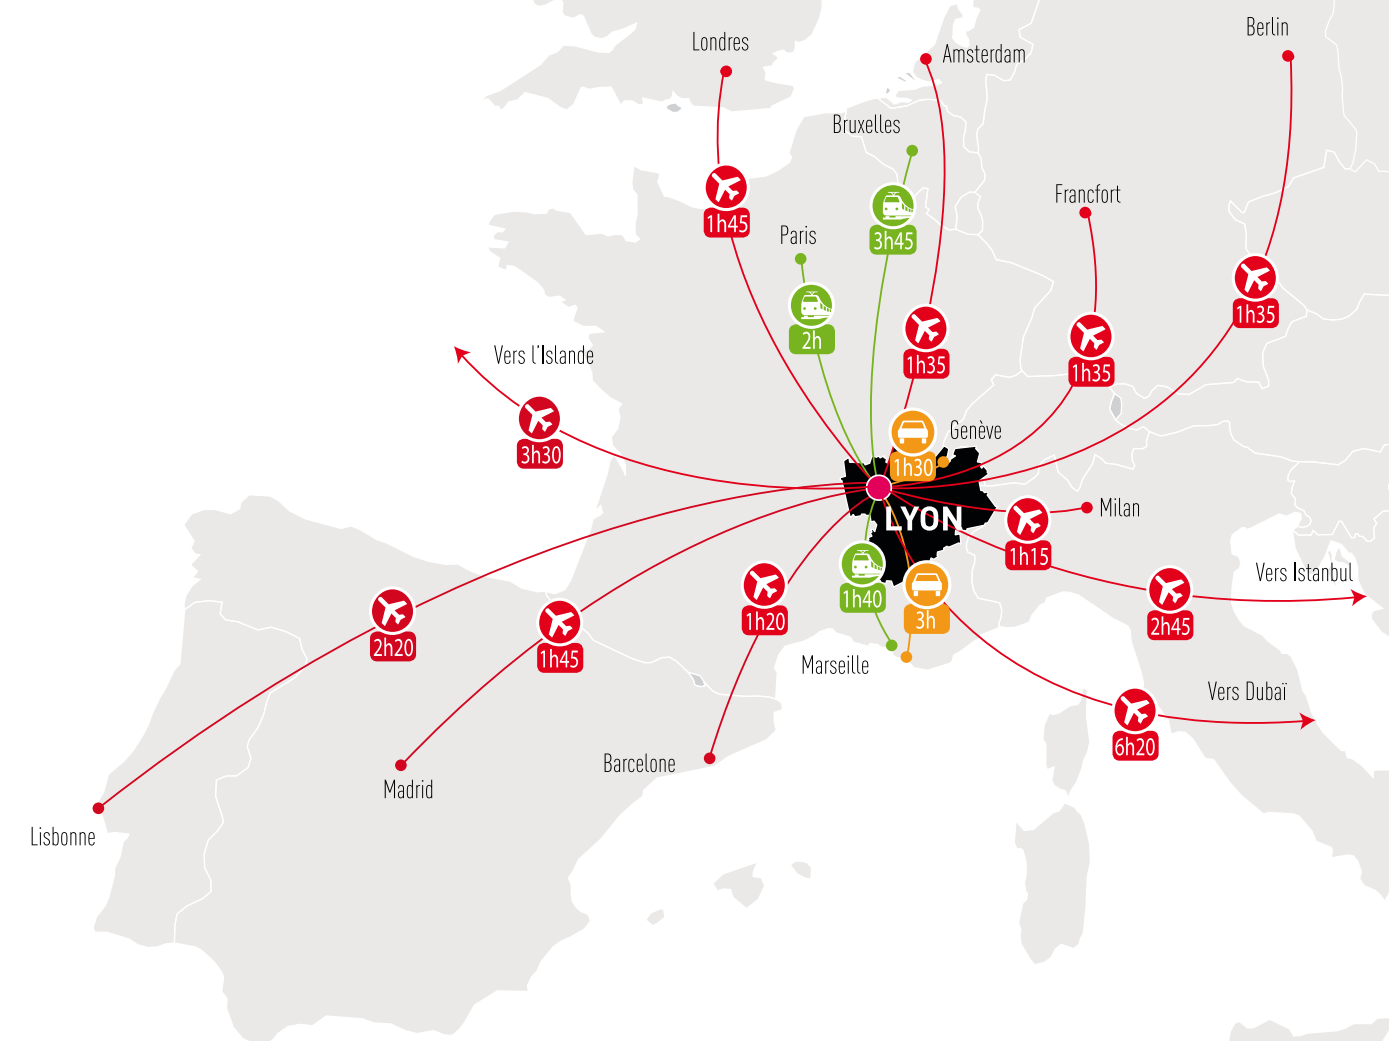 Berlin
Londres
Amsterdam
Bruxelles
Francfort
1h45
Paris
3h45
1h35
2h
Vers l'Islande
1h35
1h35
Genève
3h30
1h30
Milan
LYON
1h15
Vers Istanbul
1h40
1h20
3h
2h45
2h20
1h45
Marseille
Vers Dubaï
6h20
Barcelone
Madrid
Lisbonne